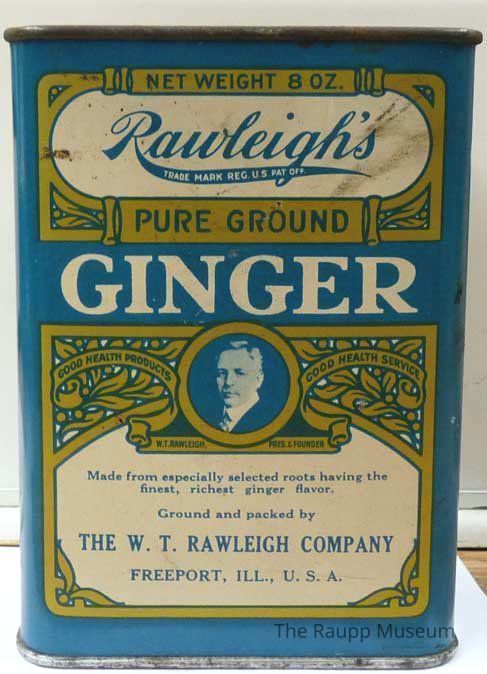 NET WEIGHT 8 OZ.
Rawleigh's
TRADE MARK REG. U.S. PAT. OFF.
PURE GROUND
GINGER
GOOD HEALTH PRODUCTS
GOOD HEALTH SERVICE
W.T. RAWLEIGH,
PRES. & FOUNDER
Made from especially selected roots having the
finest, richest ginger flavor.
Ground and packed by
THE W. T. RAWLEIGH COMPANY
FREEPORT, ILL., U. S. A.
The Raupp Museum